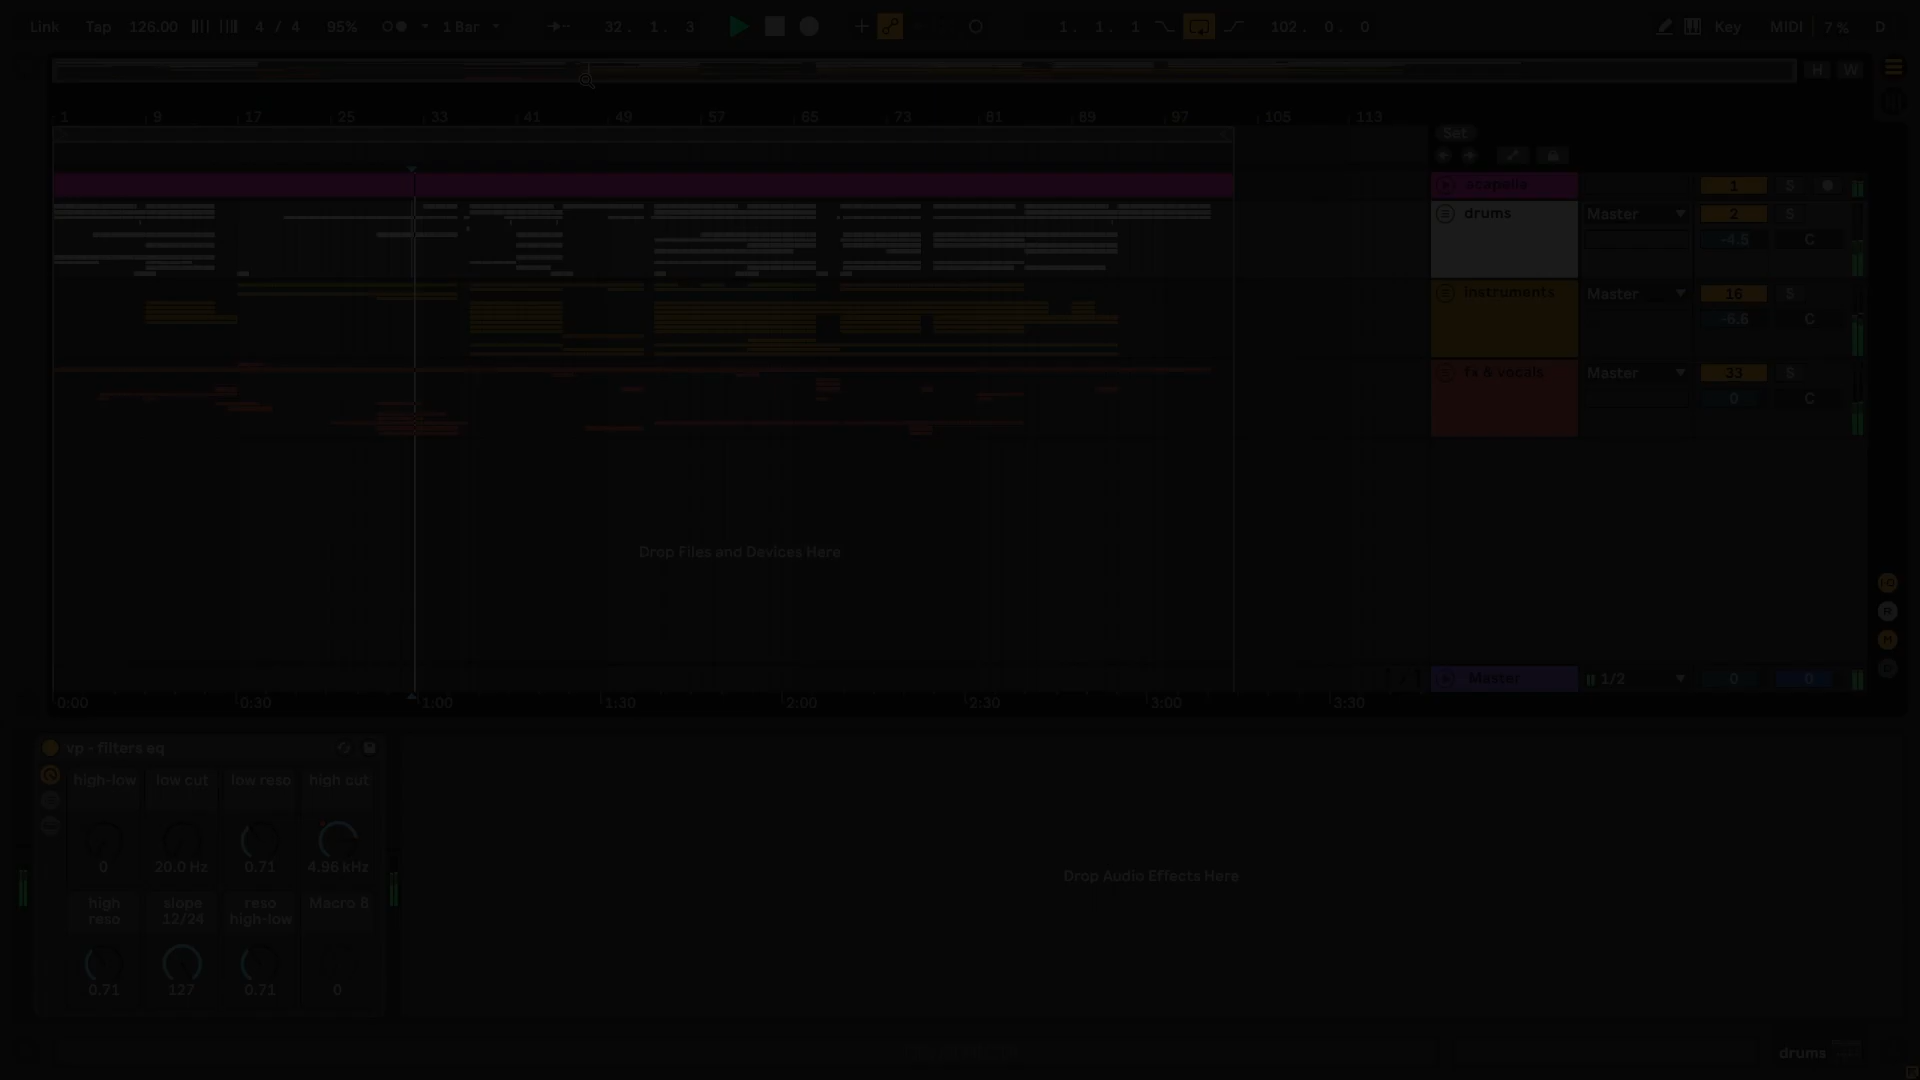 Link Tap 126.00 4 / 4 95% 1 Bar 32. 1. 3 1. 1. 1 102. 0. 0 Key MIDI 7 % D
H W
1 9 17 25 33 41 49 57 65 73 81 89 97 105 113
Set
acapella 1 S
drums Master 2 S
-4.5 C
instruments Master 16 S
-6.6 C
fx & vocals Master 33 S
0 C
Drop Files and Devices Here
R
H
Master 1/2 0 0
0:00 0:30 1:00 1:30 2:00 2:30 3:00 3:30
vp - filters eq
high-low low cut low reso high cut
0 20.0 Hz 0.71 4.96 kHz
Drop Audio Effects Here
high reso slope 12/24 reso high-low Macro 8
0.71 127 0.71 0
drums